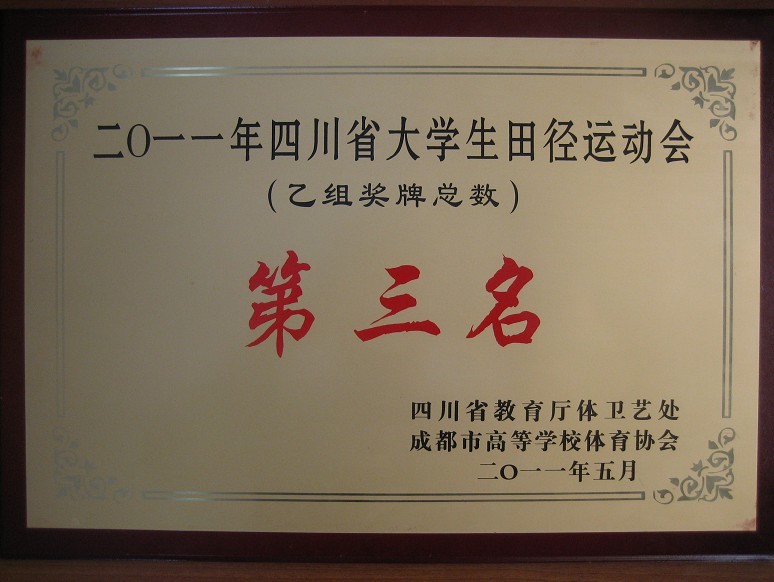 二〇一一年四川省大学生田径运动会
（乙组奖牌总数）
第三名
四川省教育厅体卫艺处
成都市高等学校体育协会
二〇一一年五月